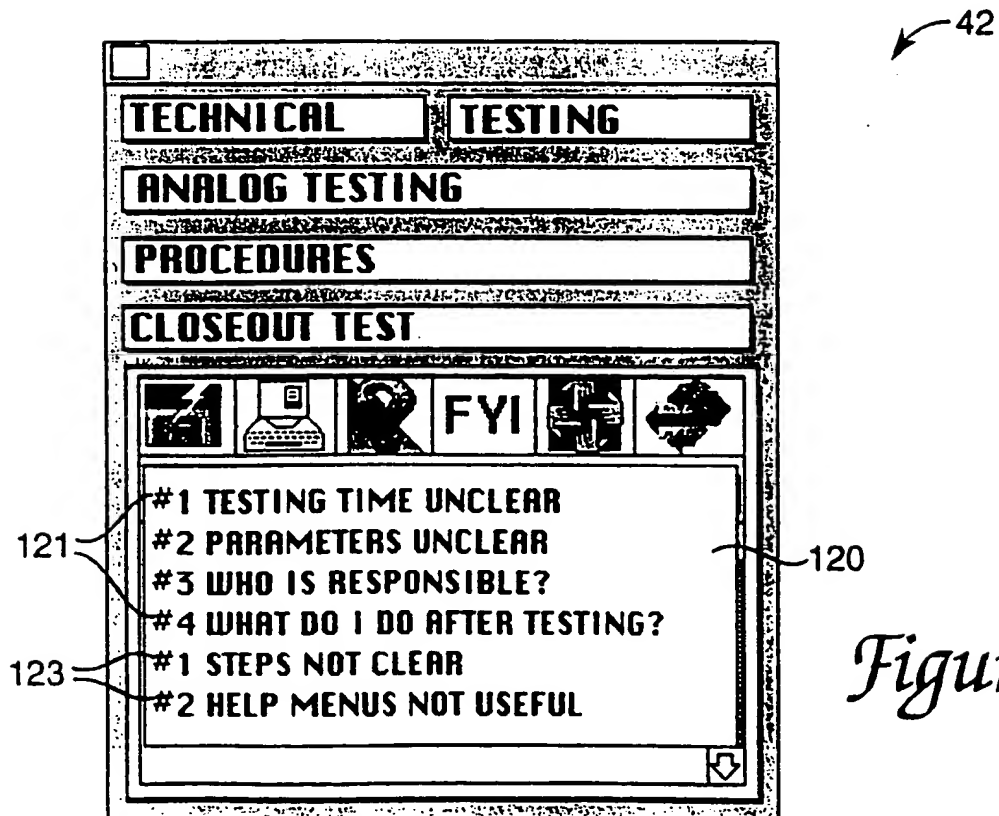 42
TECHNICAL TESTING
ANALOG TESTING
PROCEDURES
CLOSEOUT TEST
R FYI
#1 TESTING TIME UNCLEAR
#2 PARAMETERS UNCLEAR
#3 WHO IS RESPONSIBLE?
#4 WHAT DO I DO AFTER TESTING?
#1 STEPS NOT CLEAR
#2 HELP MENUS NOT USEFUL
121
123
120